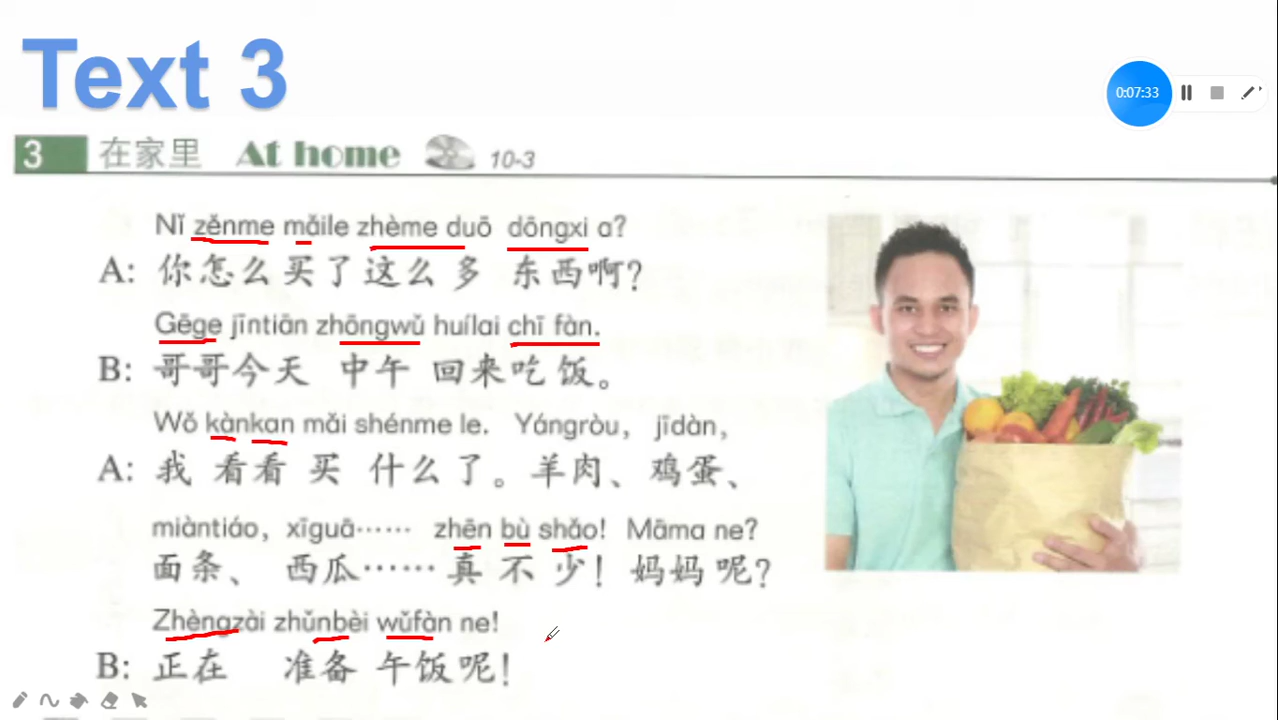 Text 3
0:07:33
3 在家里 At home 10-3
Nǐ zěnme mǎile zhème duō dōngxi a?
A: 你怎么买了这么多东西啊?
Gēge jīntiān zhōngwǔ huílai chī fàn.
B: 哥哥今天中午回来吃饭。
Wǒ kànkan mǎi shénme le. Yángròu, jīdàn,
A: 我看看买什么了。羊肉、鸡蛋、
miàntiáo, xīguā…… zhēn bù shǎo! Māma ne?
面条、西瓜……真不少! 妈妈呢?
Zhèngzài zhǔnbèi wǔfàn ne!
B: 正在准备午饭呢!